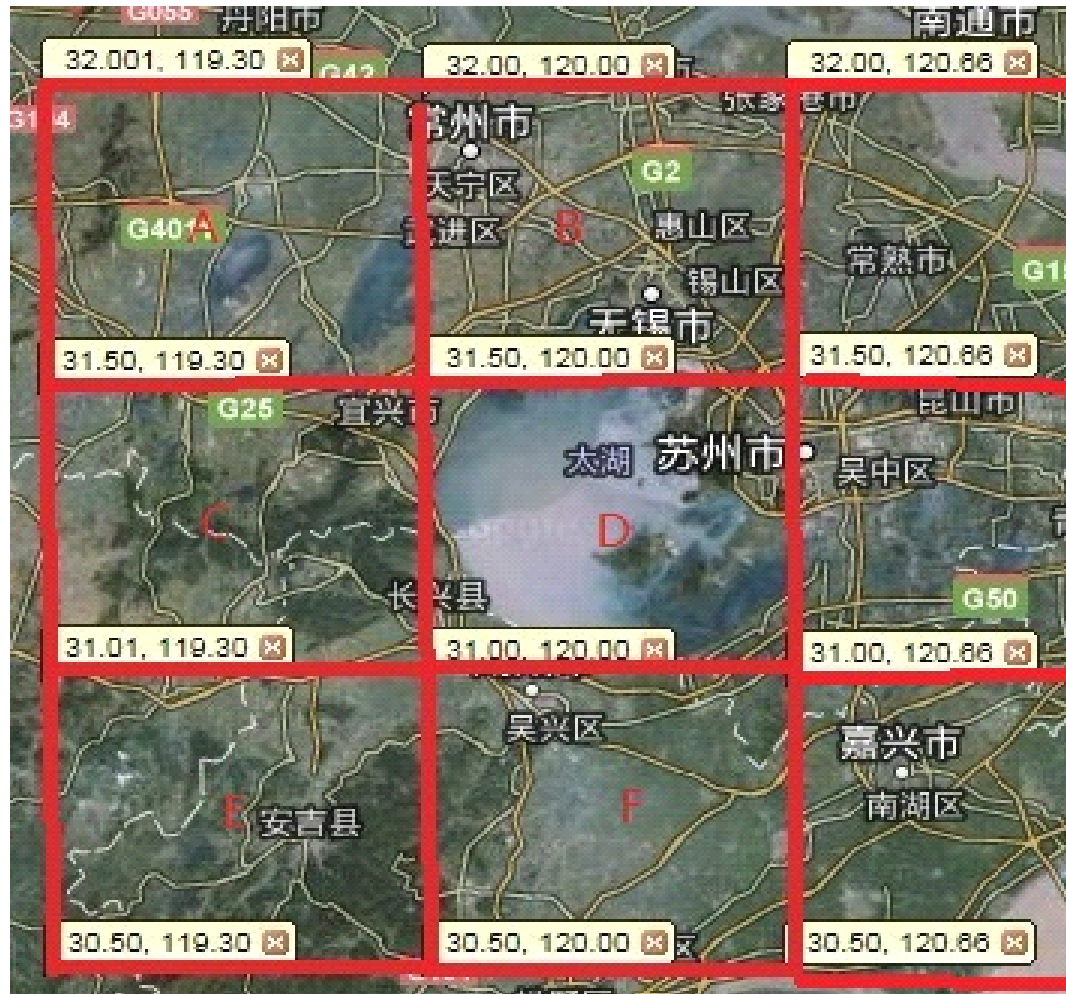 G055
丹阳市
南通市
32.001, 119.30
G42
32.00, 120.00
32.00, 120.66
常州市
G2
天宁区
G401
A
武进区
B
惠山区
常熟市
锡山区
无锡市
31.50, 119.30
31.50, 120.00
31.50, 120.66
G25
宜兴市
昆山市
太湖
苏州市
吴中区
C
D
长兴县
G50
31.01, 119.30
31.00, 120.00
31.00, 120.66
吴兴区
嘉兴市
E
安吉县
F
南湖区
30.50, 119.30
30.50, 120.00
区
30.50, 120.66